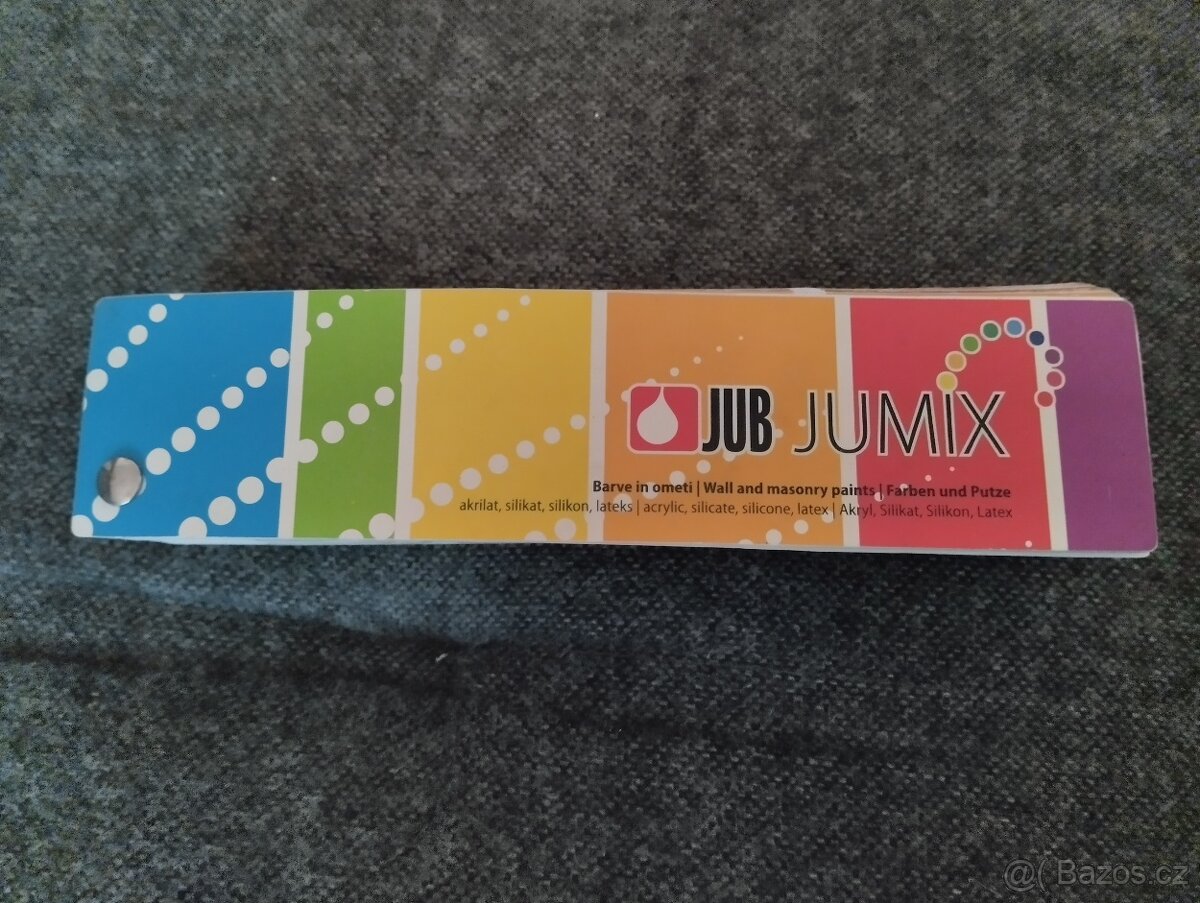 JUB JUMIX
Barve in ometi | Wall and masonry paints | Farben und Putze
akrilat, silikat, silikon, lateks | acrylic, silicate, silicone, latex | Akryl, Silikat, Silikon, Latex
@( Bazos.cz